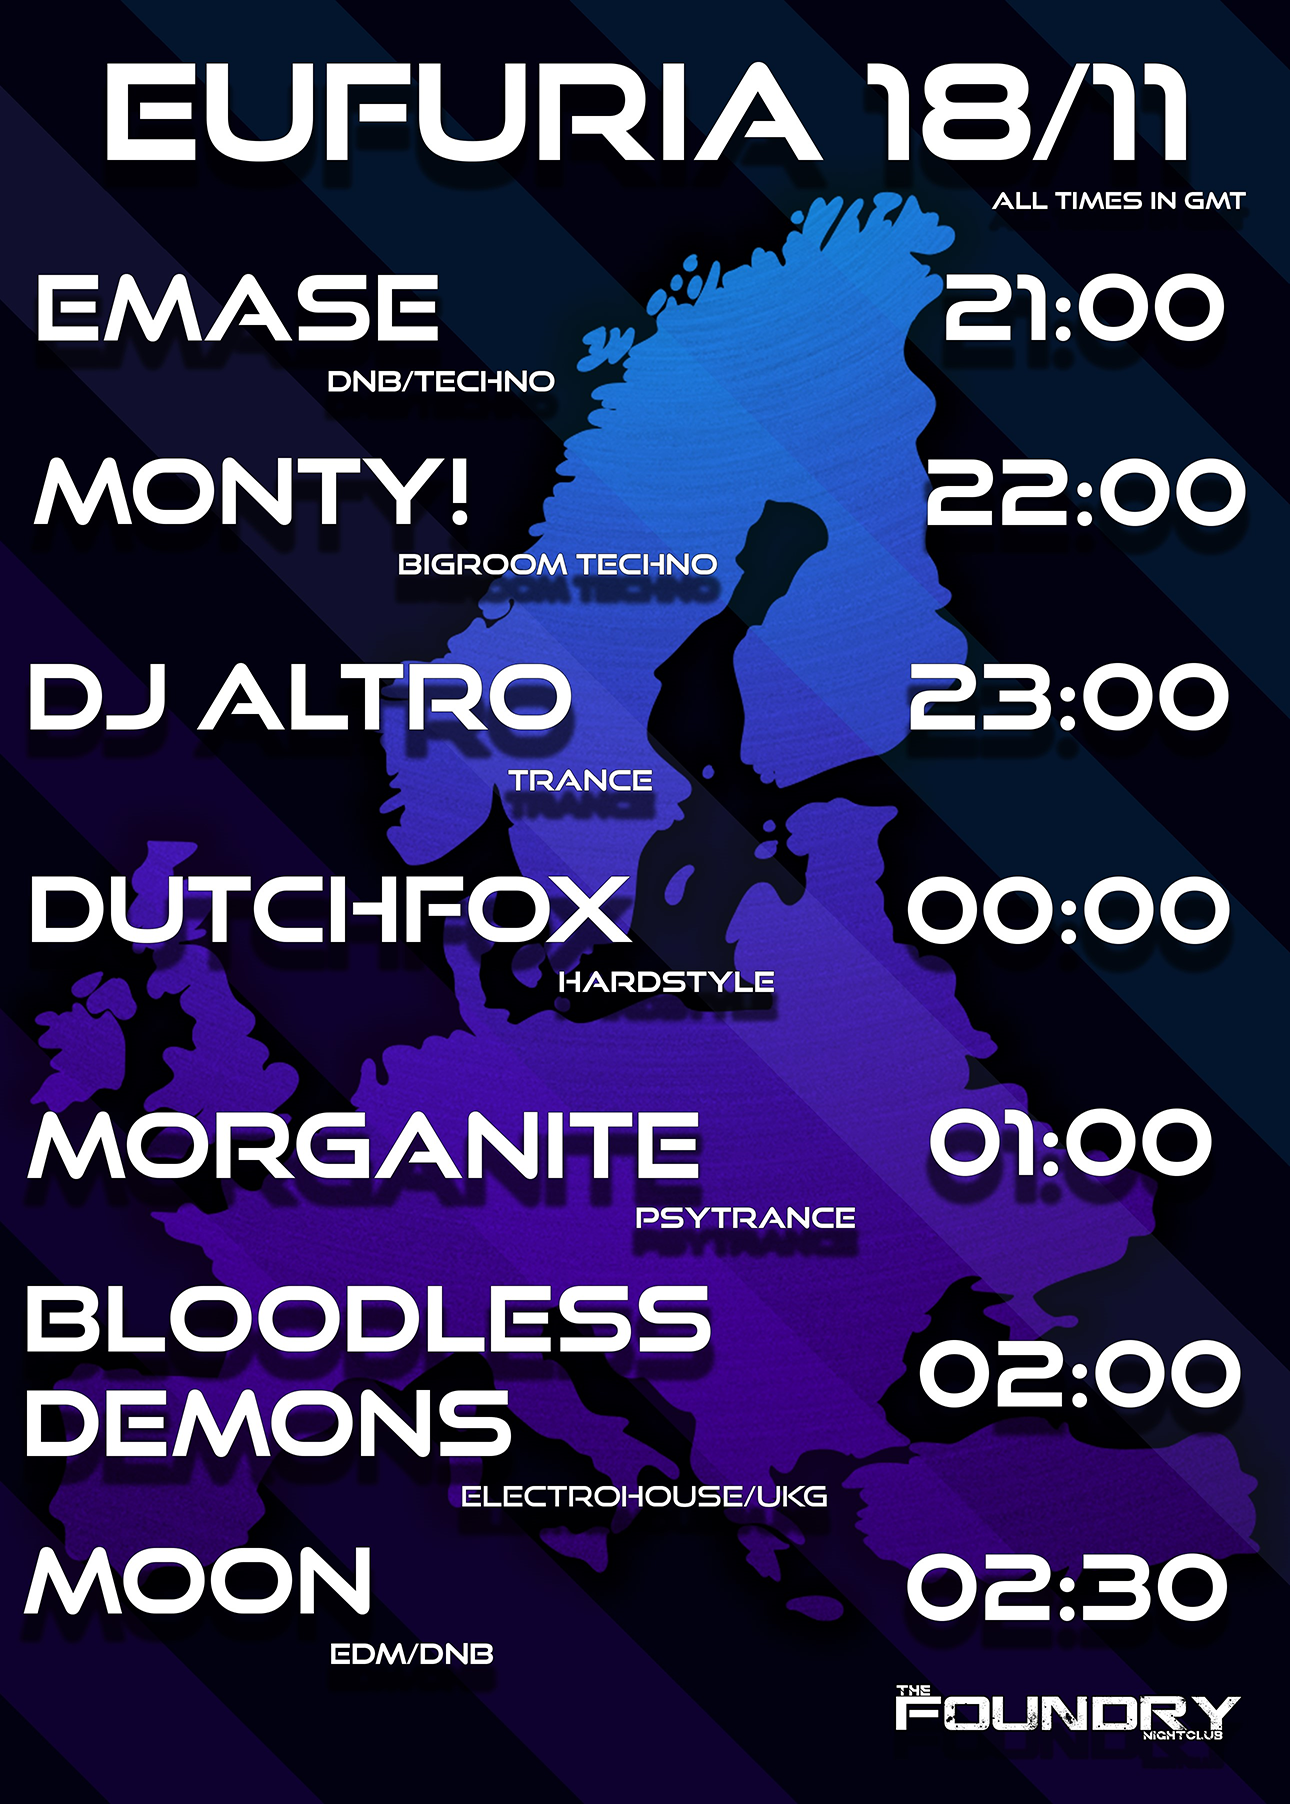 EUFURIA 18/11
ALL TIMES IN GMT
EMASE 21:00
DNB/TECHNO
MONTY! 22:00
BIGROOM TECHNO
DJ ALTRO 23:00
TRANCE
DUTCHFOX 00:00
HARDSTYLE
MORGANITE 01:00
PSYTRANCE
BLOODLESS
DEMONS 02:00
ELECTROHOUSE/UKG
MOON 02:30
EDM/DNB
THE
FOUNDRY
NIGHTCLUB